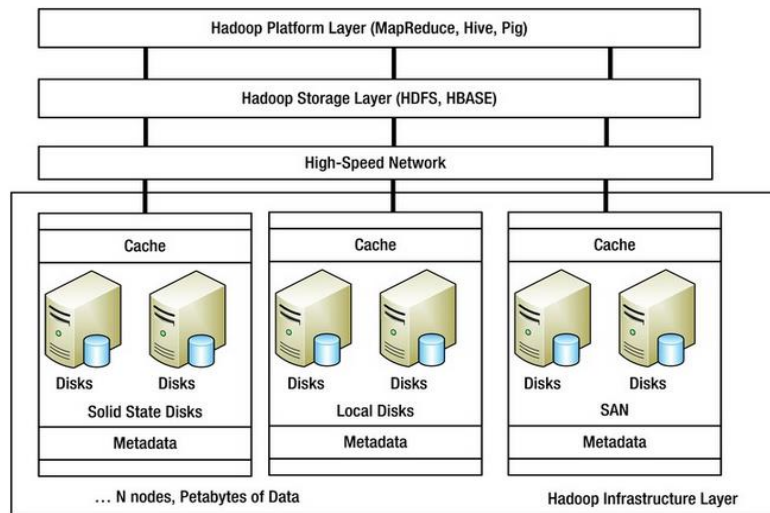 Hadoop Platform Layer (MapReduce, Hive, Pig)
Hadoop Storage Layer (HDFS, HBASE)
High-Speed Network
Cache
Cache
Cache
Disks
Disks
Disks
Disks
Disks
Disks
Solid State Disks
Local Disks
SAN
Metadata
Metadata
Metadata
... N nodes, Petabytes of Data
Hadoop Infrastructure Layer